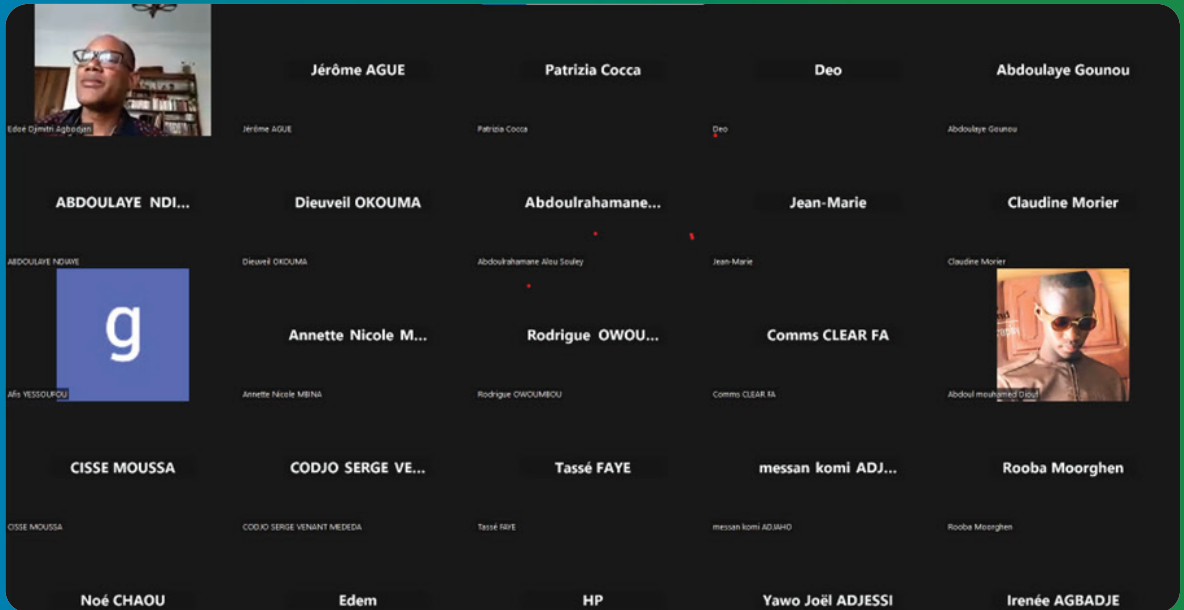 Jérôme AGUE
Patrizia Cocca
Deo
Abdoulaye Gounou
Edoé Djimitri Agbodjan
Jérôme AGUE
Patrizia Cocca
Deo
Abdoulaye Gounou
ABDOULAYE NDI...
Dieuveil OKOUMA
Abdoulrahamane...
Jean-Marie
Claudine Morier
ABDOULAYE NDIAYE
Dieuveil OKOUMA
Abdoulrahamane Alou Souley
Jean-Marie
Claudine Morier
g
Annette Nicole M...
Rodrigue OWOU...
Comms CLEAR FA
Afis YESSOUFOU
Annette Nicole MBINA
Rodrigue OWOUMBOU
Comms CLEAR FA
Abdoul mouhamed Diouf
CISSE MOUSSA
CODJO SERGE VE...
Tassé FAYE
messan komi ADJ...
Rooba Moorghen
CISSE MOUSSA
CODJO SERGE VENANT MEDEDA
Tassé FAYE
messan komi ADJAHO
Rooba Moorghen
Noé CHAOU
Edem
HP
Yawo Joël ADJESSI
Irenée AGBADJE